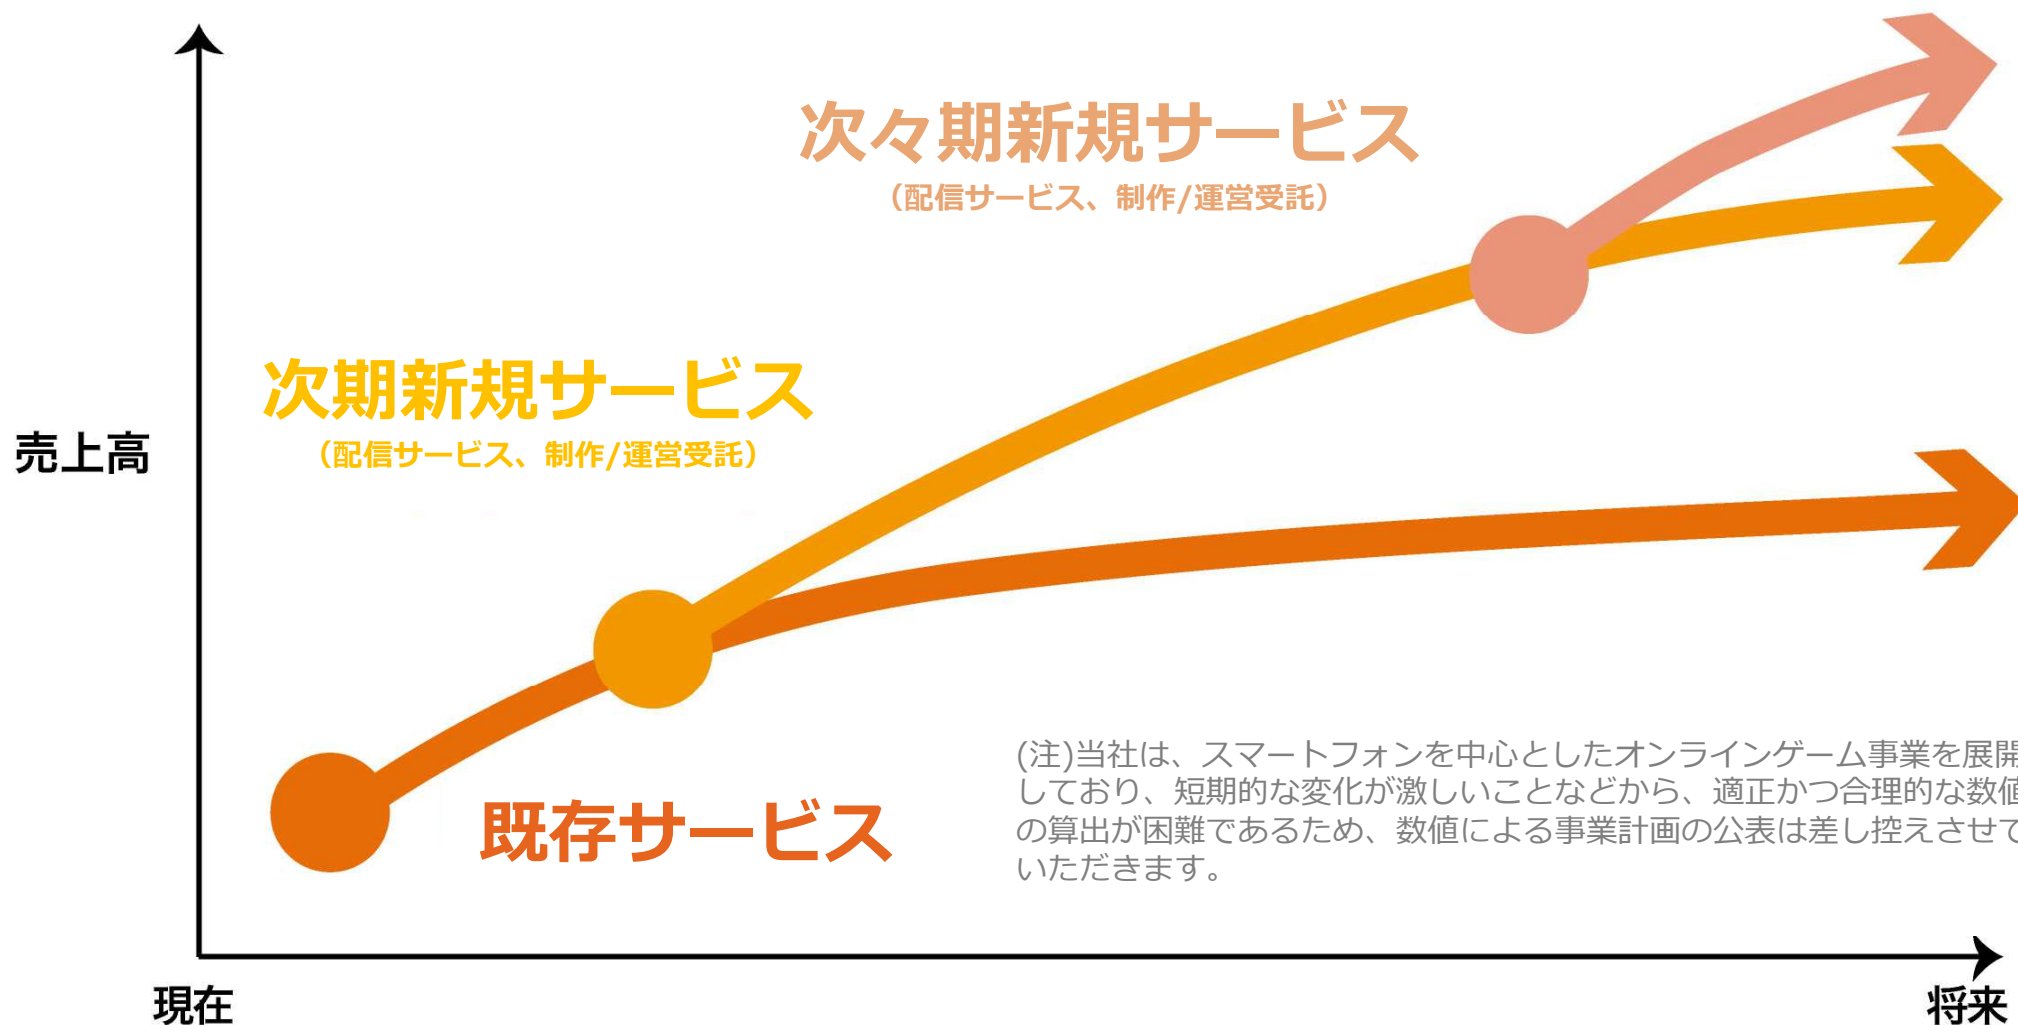 次々期新規サービス
（配信サービス、制作/運営受託）
次期新規サービス
（配信サービス、制作/運営受託）
売上高
既存サービス
(注)当社は、スマートフォンを中心としたオンラインゲーム事業を展開
しており、短期的な変化が激しいことなどから、適正かつ合理的な数値
の算出が困難であるため、数値による事業計画の公表は差し控えさせて
いただきます。
現在
将来